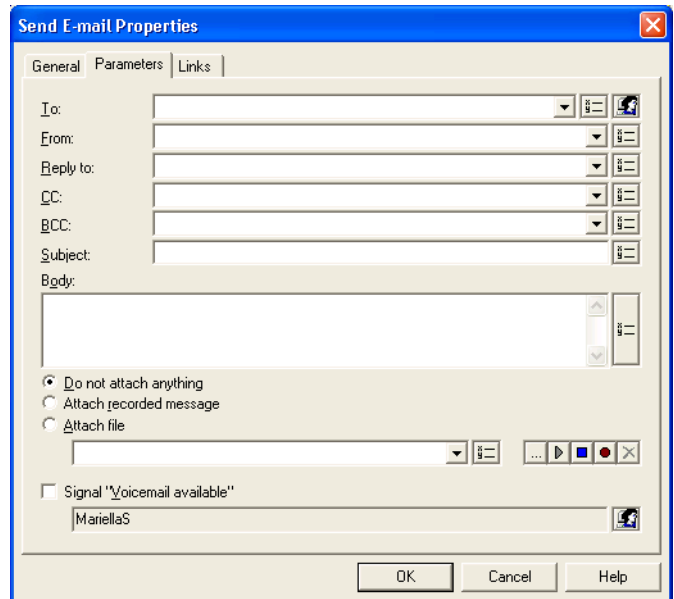 Send E-mail Properties
General Parameters Links
To:
From:
Reply to:
CC:
BCC:
Subject:
Body:
Do not attach anything
Attach recorded message
Attach file
...
Signal "Voicemail available"
MariellaS
OK Cancel Help